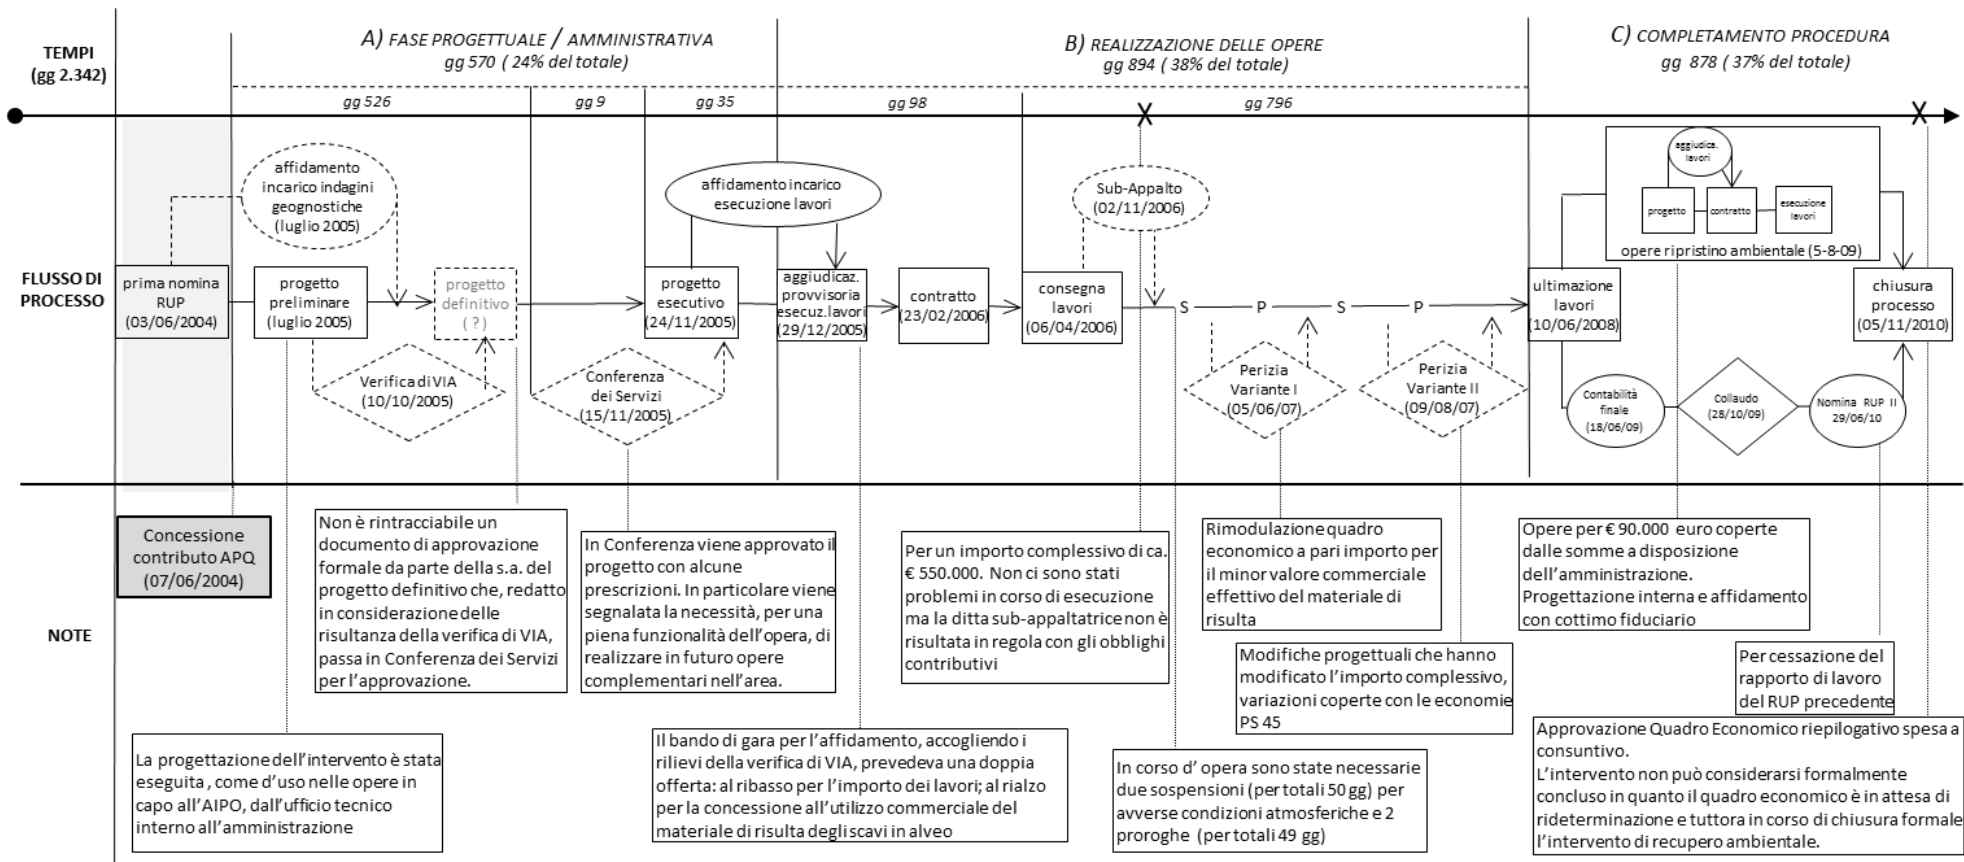 TEMPI
(gg 2.342)
A) FASE PROGETTUALE / AMMINISTRATIVA
gg 570 ( 24% del totale)
B) REALIZZAZIONE DELLE OPERE
gg 894 ( 38% del totale)
C) COMPLETAMENTO PROCEDURA
gg 878 ( 37% del totale)
gg 526
gg 9
gg 35
gg 98
gg 796
X
X
FLUSSO DI
PROCESSO
prima nomina
RUP
(03/06/2004)
affidamento
incarico indagini
geognostiche
(luglio 2005)
progetto
preliminare
(luglio 2005)
progetto
definitivo
( ? )
Verifica di VIA
(10/10/2005)
Conferenza
dei Servizi
(15/11/2005)
progetto
esecutivo
(24/11/2005)
affidamento incarico
esecuzione lavori
aggiudicaz.
provvisoria
esecuz.lavori
(29/12/2005)
contratto
(23/02/2006)
consegna
lavori
(06/04/2006)
Sub-Appalto
(02/11/2006)
S
P
S
P
Perizia
Variante I
(05/06/07)
Perizia
Variante II
(09/08/07)
ultimazione
lavori
(10/06/2008)
aggiudica.
lavori
progetto
contratto
esecuzione
lavori
opere ripristino ambientale (5-8-09)
Contabilità
finale
(18/06/09)
Collaudo
(28/10/09)
Nomina RUP II
29/06/10
chiusura
processo
(05/11/2010)
NOTE
Concessione
contributo APQ
(07/06/2004)
La progettazione dell'intervento è stata
eseguita , come d'uso nelle opere in
capo all'AIPO, dall'ufficio tecnico
interno all'amministrazione
Non è rintracciabile un
documento di approvazione
formale da parte della s.a. del
progetto definitivo che, redatto
in considerazione delle
risultanza della verifica di VIA,
passa in Conferenza dei Servizi
per l'approvazione.
In Conferenza viene approvato il
progetto con alcune
prescrizioni. In particolare viene
segnalata la necessità, per una
piena funzionalità dell'opera, di
realizzare in futuro opere
complementari nell'area.
Il bando di gara per l'affidamento, accogliendo i
rilievi della verifica di VIA, prevedeva una doppia
offerta: al ribasso per l'importo dei lavori; al rialzo
per la concessione all'utilizzo commerciale del
materiale di risulta degli scavi in alveo
Per un importo complessivo di ca.
€ 550.000. Non ci sono stati
problemi in corso di esecuzione
ma la ditta sub-appaltatrice non è
risultata in regola con gli obblighi
contributivi
In corso d' opera sono state necessarie
due sospensioni (per totali 50 gg) per
avverse condizioni atmosferiche e 2
proroghe (per totali 49 gg)
Rimodulazione quadro
economico a pari importo per
il minor valore commerciale
effettivo del materiale di
risulta
Modifiche progettuali che hanno
modificato l'importo complessivo,
variazioni coperte con le economie
PS 45
Opere per € 90.000 euro coperte
dalle somme a disposizione
dell'amministrazione.
Progettazione interna e affidamento
con cottimo fiduciario
Per cessazione del
rapporto di lavoro
del RUP precedente
Approvazione Quadro Economico riepilogativo spesa a
consuntivo.
L'intervento non può considerarsi formalmente
concluso in quanto il quadro economico è in attesa di
rideterminazione e tuttora in corso di chiusura formale
l'intervento di recupero ambientale.